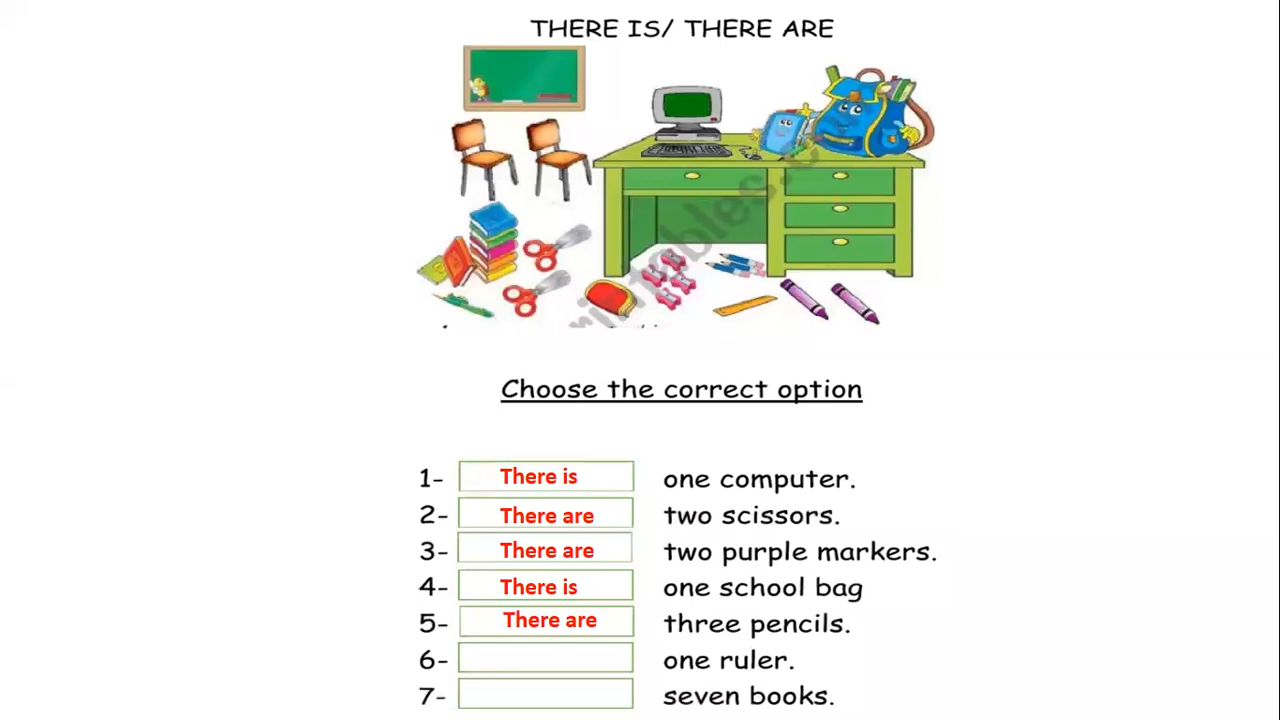 THERE IS/ THERE ARE
Choose the correct option
1- There is one computer.
2- There are two scissors.
3- There are two purple markers.
4- There is one school bag
5- There are three pencils.
6- one ruler.
7- seven books.